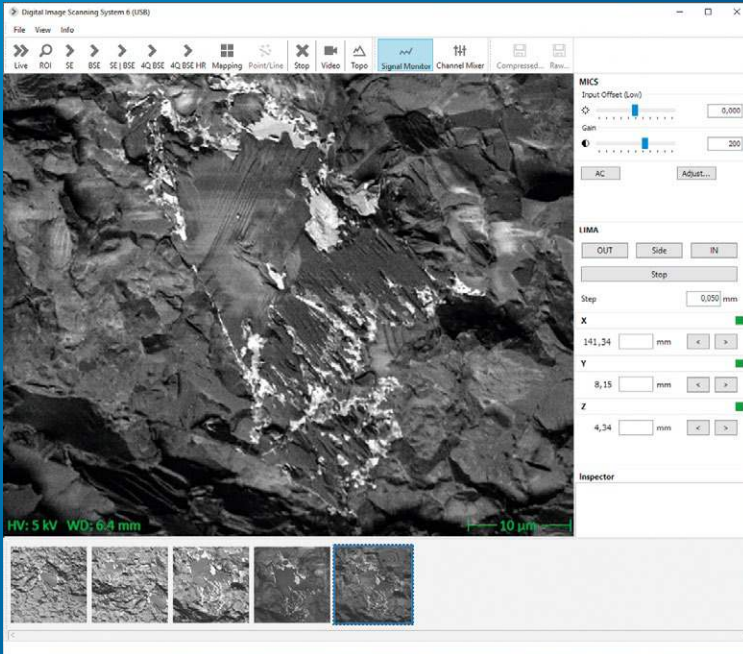 Digital Image Scanning System 6 (USB)
File View Info
Live ROI SE BSE SE | BSE 4Q BSE 4Q BSE HR Mapping Point/Line Stop Video Topo Signal Monitor Channel Mixer Compressed... Raw...
MICS
Input Offset (Low)
0,000
Gain
200
AC Adjust...
LIMA
OUT Side IN
Stop
Step 0,050 mm
X
141,34 mm < >
Y
8,15 mm < >
Z
4,34 mm < >
Inspector
HV: 5 kV WD: 6.4 mm 10 µm